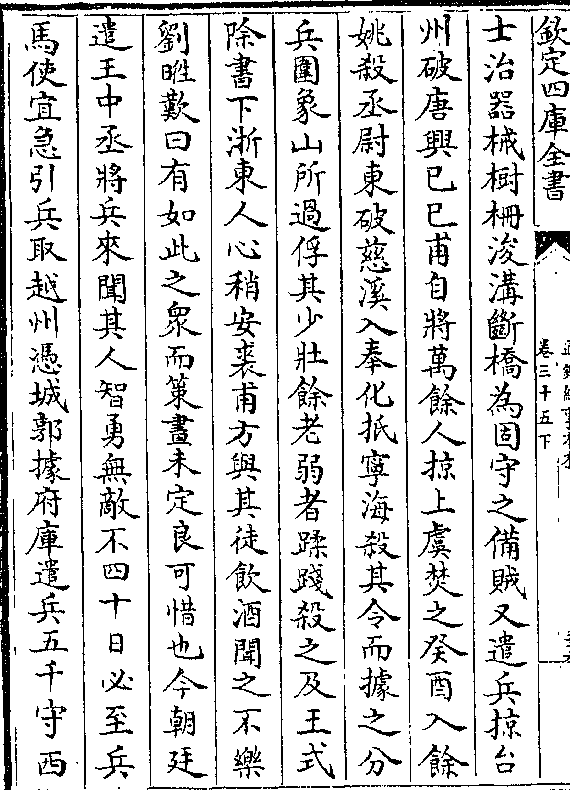 欽定四庫全書
卷三十五下
士治器械樹柵浚溝斷橋為固守之備賊又遣兵掠台
州破唐興已巳甫自將萬餘人掠上虞焚之癸酉入餘
姚殺丞尉東破慈溪入奉化抵寧海殺其令而據之分
兵圍象山所過俘其少壯餘老弱者蹂踐殺之及王式
除書下浙東人心稍安裘甫方與其徒飲酒聞之不樂
劉暀歎曰有如此之衆而策畫未定良可惜也今朝廷
遣王中丞將兵來聞其人智勇無敵不四十日必至兵
馬使宜急引兵取越州憑城郭據府庫遣兵五千守西